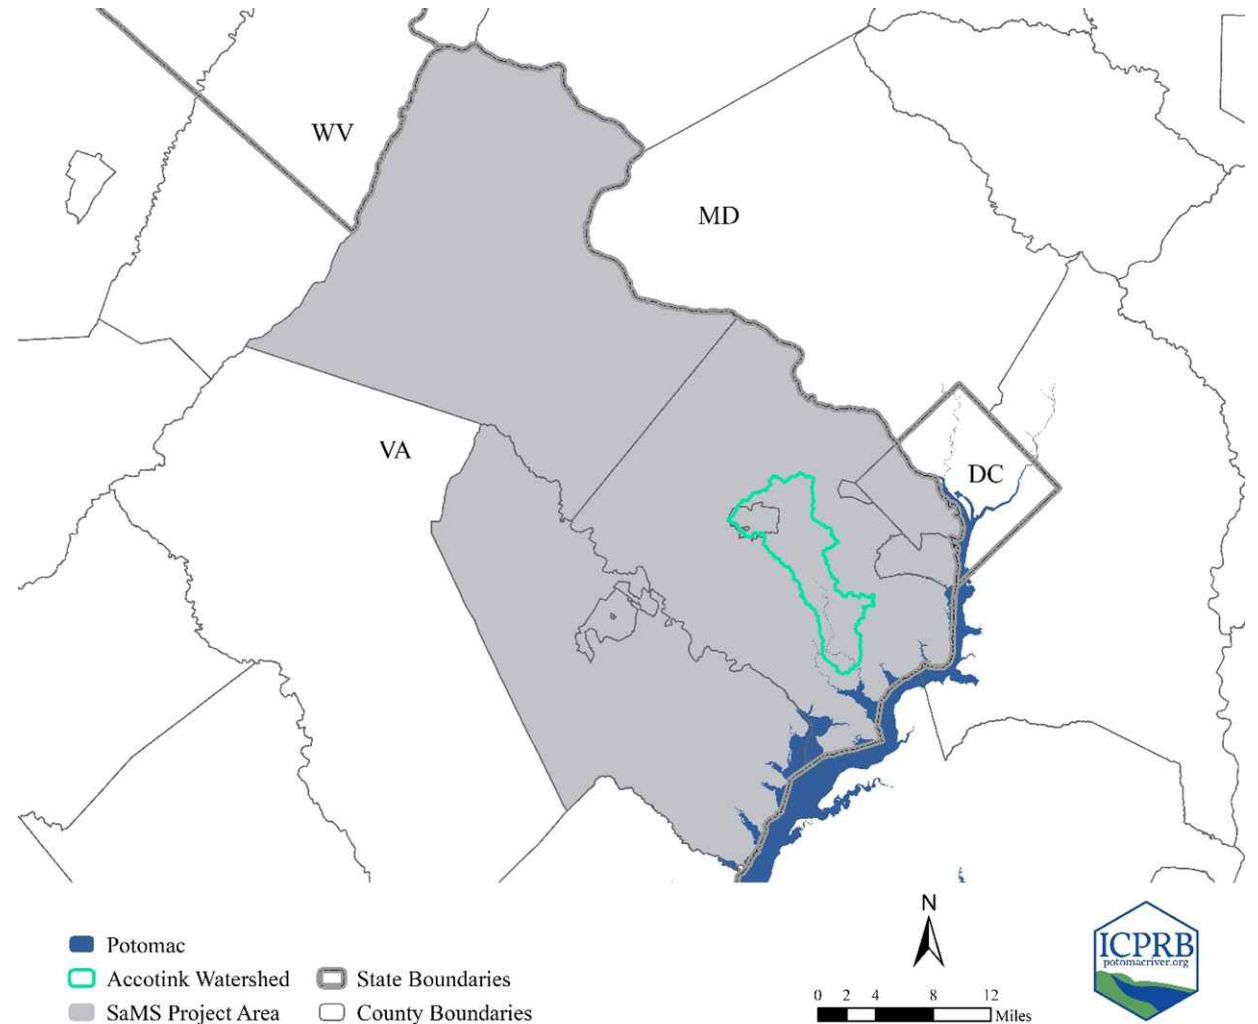 WV
MD
VA
DC
N
Potomac
Accotink Watershed
State Boundaries
SaMS Project Area
County Boundaries
0 2 4 8 12
Miles
ICPRB
potomacriver.org